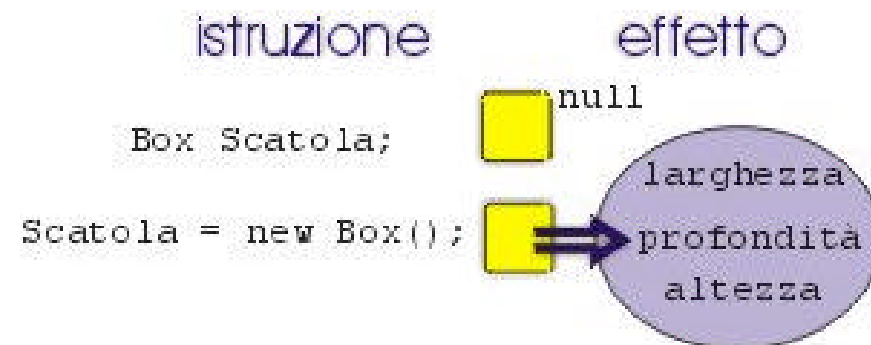 istruzione effetto
Box Scatola; null
Scatola = new Box();
larghezza
profondità
altezza